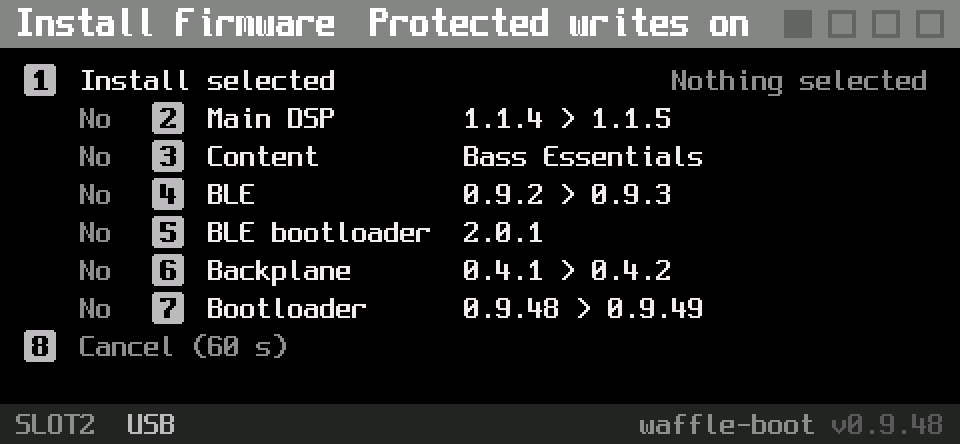 Install Firmware Protected writes on
1 Install selected Nothing selected
No 2 Main DSP 1.1.4 > 1.1.5
No 3 Content Bass Essentials
No 4 BLE 0.9.2 > 0.9.3
No 5 BLE bootloader 2.0.1
No 6 Backplane 0.4.1 > 0.4.2
No 7 Bootloader 0.9.48 > 0.9.49
8 Cancel (60 s)
SLOT2 USB waffle-boot v0.9.48